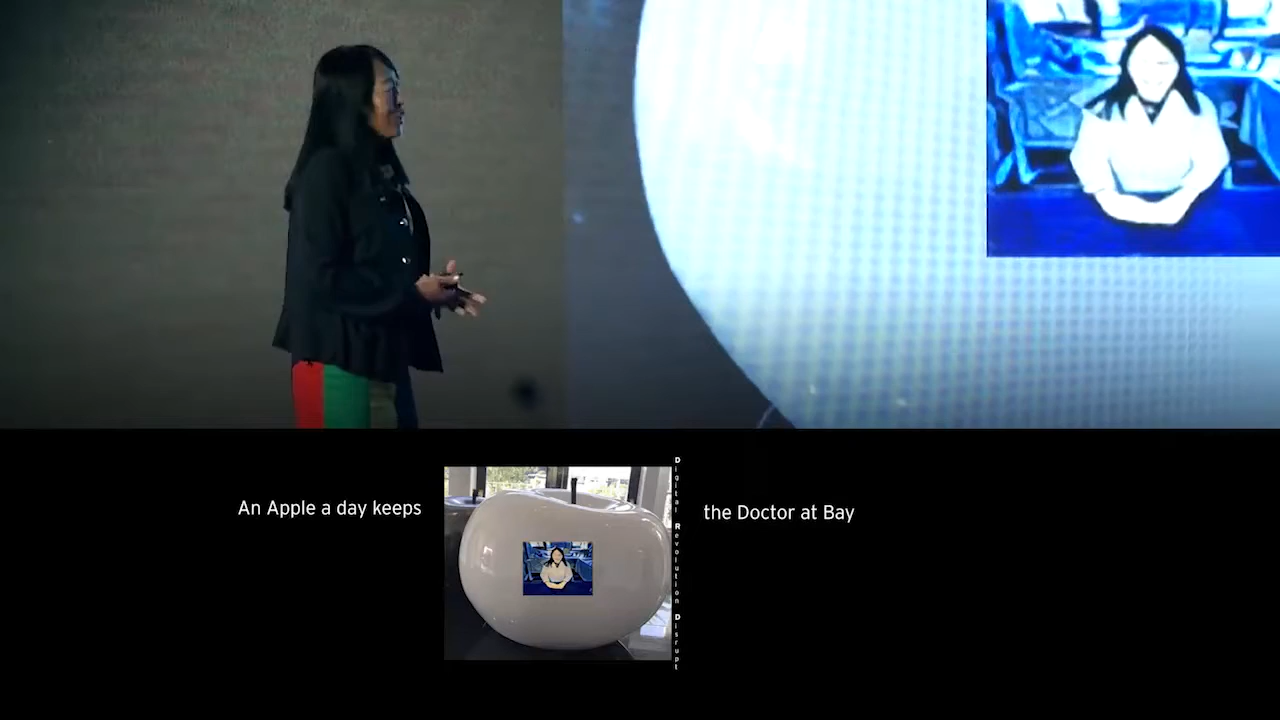 An Apple a day keeps
the Doctor at Bay
Digital Revolution Disrupt